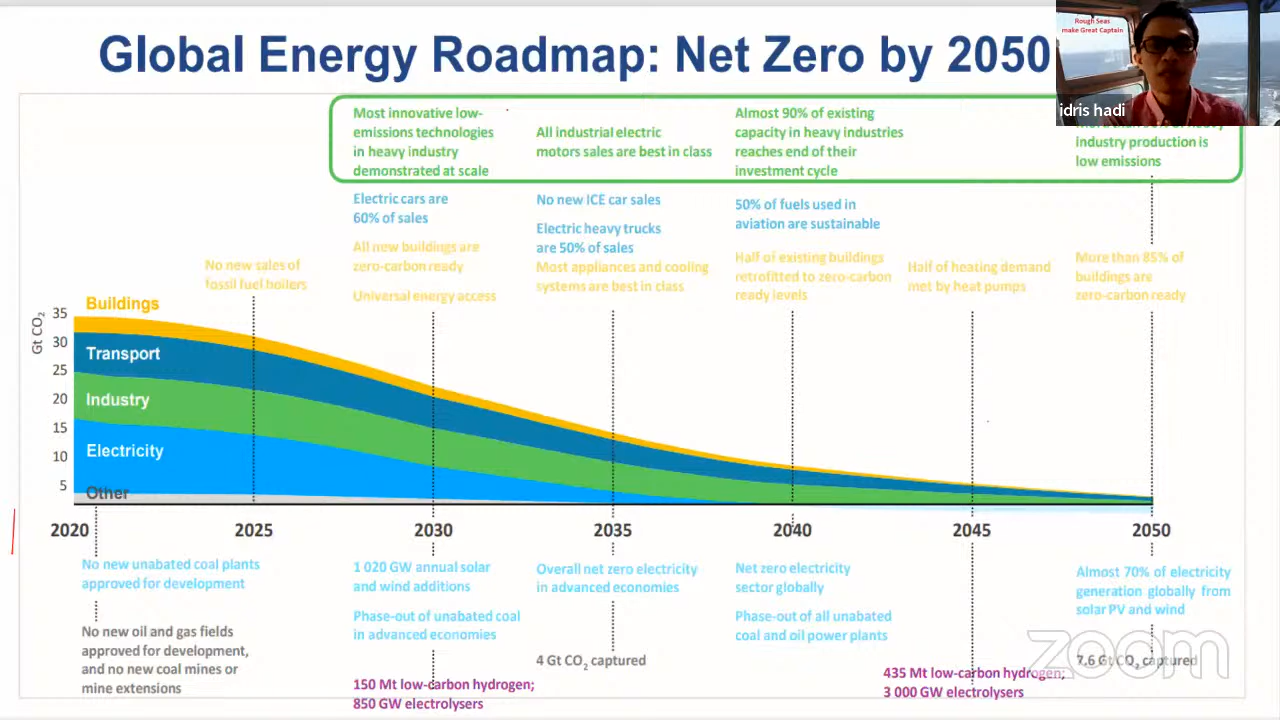 Global Energy Roadmap: Net Zero by 2050
Rough Seas
make Great Captain
idris hadi
Most innovative low-
emissions technologies
in heavy industry
demonstrated at scale
All industrial electric
motors sales are best in class
Almost 90% of existing
capacity in heavy industries
reaches end of their
investment cycle
industry production is
low emissions
Electric cars are
60% of sales
No new ICE car sales
Electric heavy trucks
are 50% of sales
50% of fuels used in
aviation are sustainable
No new sales of
fossil fuel boilers
All new buildings are
zero-carbon ready
Universal energy access
Most appliances and cooling
systems are best in class
Half of existing buildings
retrofitted to zero-carbon
ready levels
Half of heating demand
met by heat pumps
More than 85% of
buildings are
zero-carbon ready
Gt CO2
35
30
25
20
15
10
5
Buildings
Transport
Industry
Electricity
Other
2020
2025
2030
2035
2040
2045
2050
No new unabated coal plants
approved for development
No new oil and gas fields
approved for development,
and no new coal mines or
mine extensions
1 020 GW annual solar
and wind additions
Phase-out of unabated coal
in advanced economies
150 Mt low-carbon hydrogen;
850 GW electrolysers
Overall net zero electricity
in advanced economies
4 Gt CO2 captured
Net zero electricity
sector globally
Phase-out of all unabated
coal and oil power plants
435 Mt low-carbon hydrogen;
3 000 GW electrolysers
Almost 70% of electricity
generation globally from
solar PV and wind
7.6 Gt CO2 captured
zoom